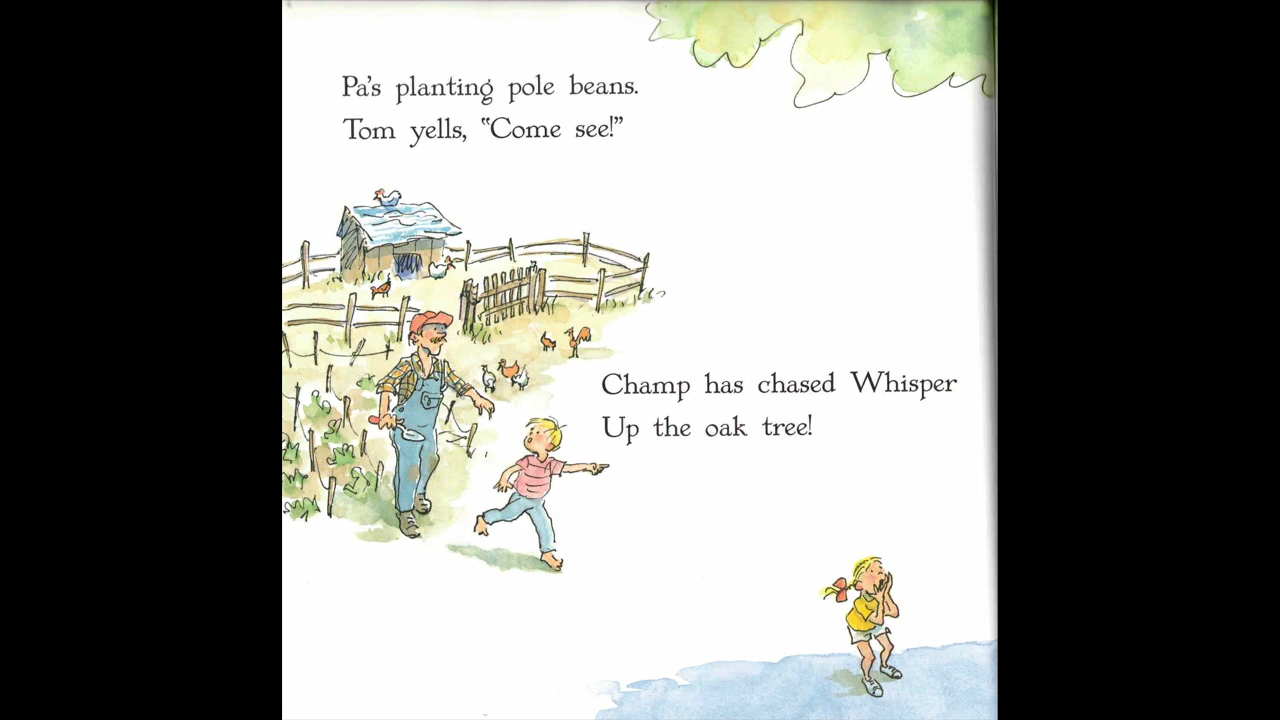 Pa's planting pole beans.
Tom yells, "Come see!"
Champ has chased Whisper
Up the oak tree!